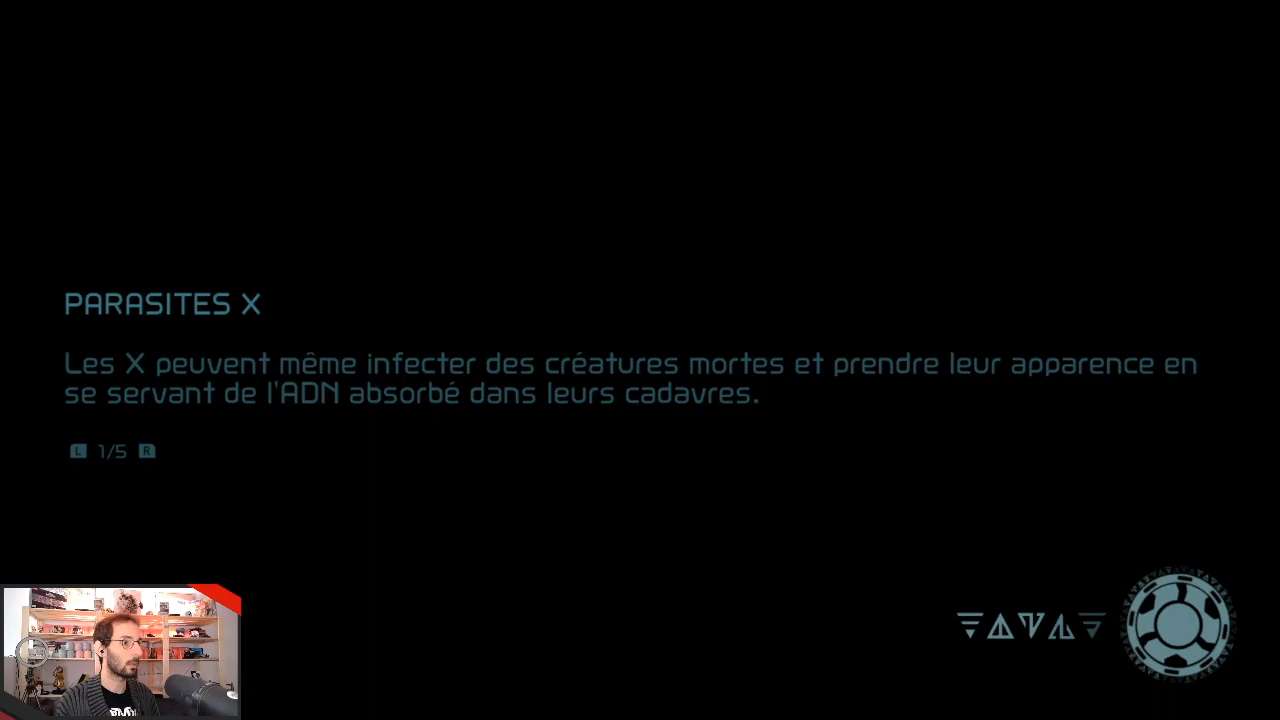 PARASITES X
Les X peuvent même infecter des créatures mortes et prendre leur apparence en
se servant de l'ADN absorbé dans leurs cadavres.
L 1/5 R